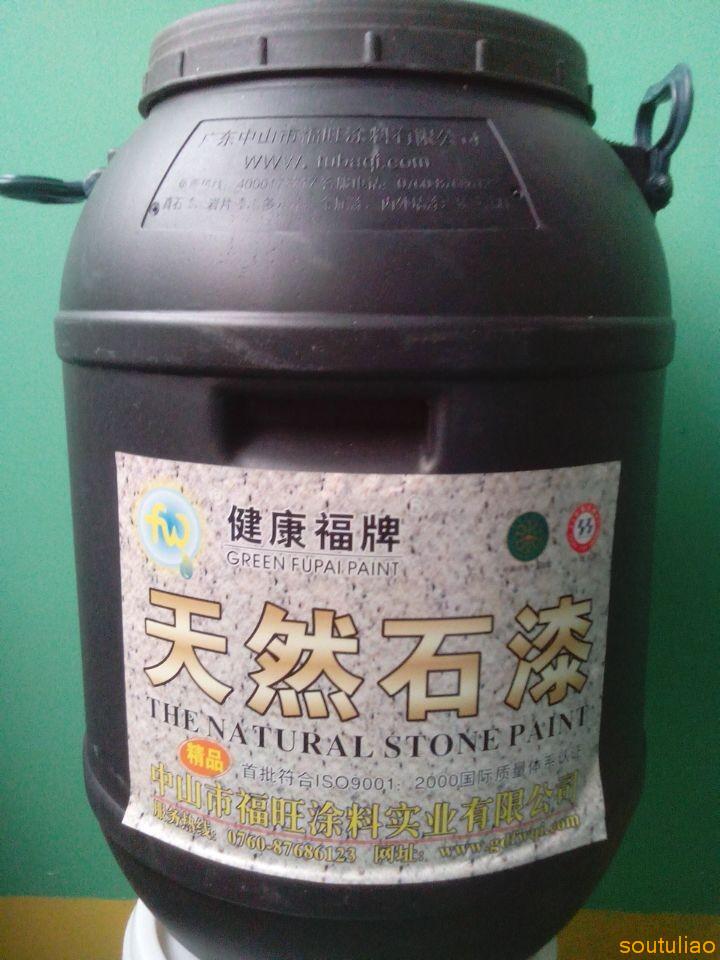 广东中山市福旺涂料有限公司
www.fubaqi.com
fw
健康福牌
GREEN FUPAI PAINT
天然石漆
THE NATURAL STONE PAINT
精品
首批符合ISO9001：2000国际质量体系认证
中山市福旺涂料实业有限公司
服务热线：0760-87686123 网址：
soutuliao